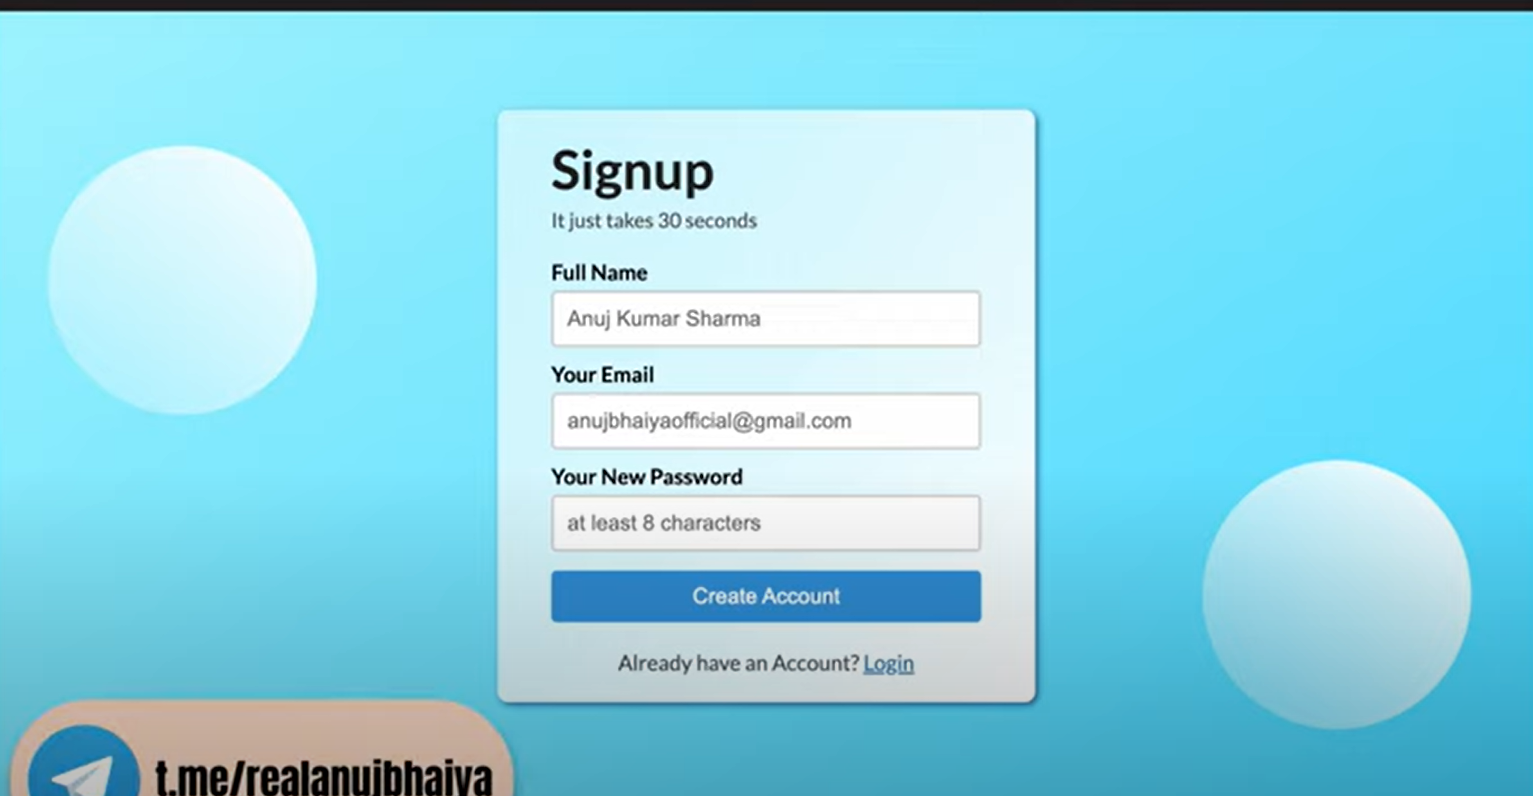 Signup
It just takes 30 seconds
Full Name
Anuj Kumar Sharma
Your Email
anujbhaiyaofficial@gmail.com
Your New Password
at least 8 characters
Create Account
Already have an Account? Login
t.me/realanujbhaiya